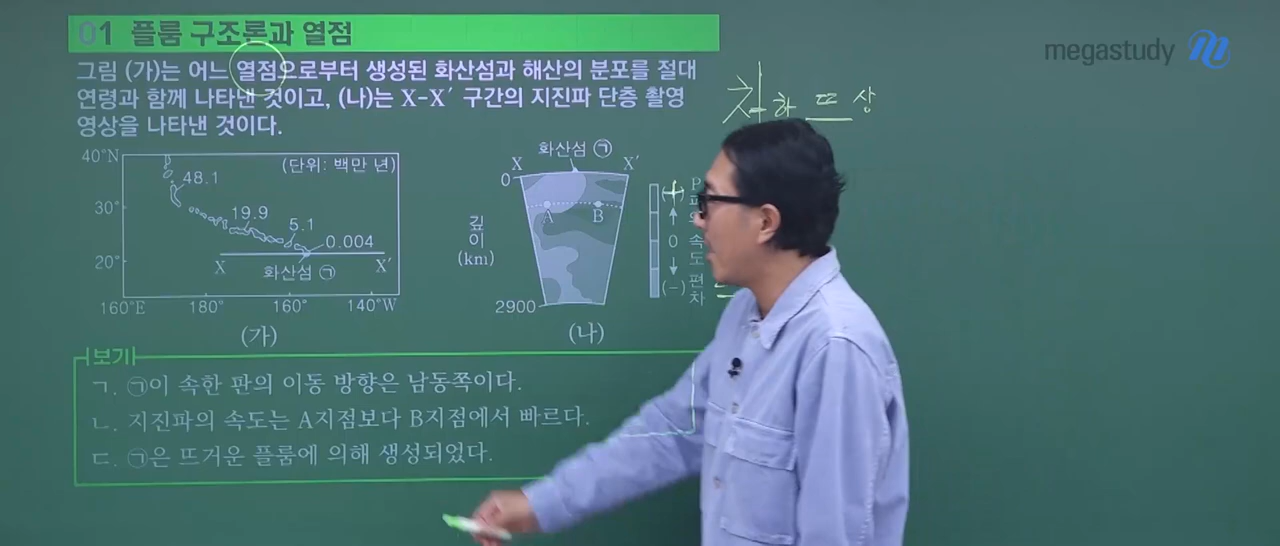 01 플룸 구조론과 열점
megastudy
그림 (가)는 어느 열점으로부터 생성된 화산섬과 해산의 분포를 절대
연령과 함께 나타낸 것이고, (나)는 X-X′ 구간의 지진파 단층 촬영
영상을 나타낸 것이다.
차 하 뜨 상
40°N
(단위: 백만 년)
48.1
30°
19.9
5.1
0.004
20°
X
X′
화산섬 ㉠
160°E
180°
160°
140°W
(가)
화산섬 ㉠
X
X′
0
A
B
깊이
(km)
2900
(나)
(+)
0
(-)
P
속도
편차
보기
ㄱ. ㉠이 속한 판의 이동 방향은 남동쪽이다.
ㄴ. 지진파의 속도는 A지점보다 B지점에서 빠르다.
ㄷ. ㉠은 뜨거운 플룸에 의해 생성되었다.